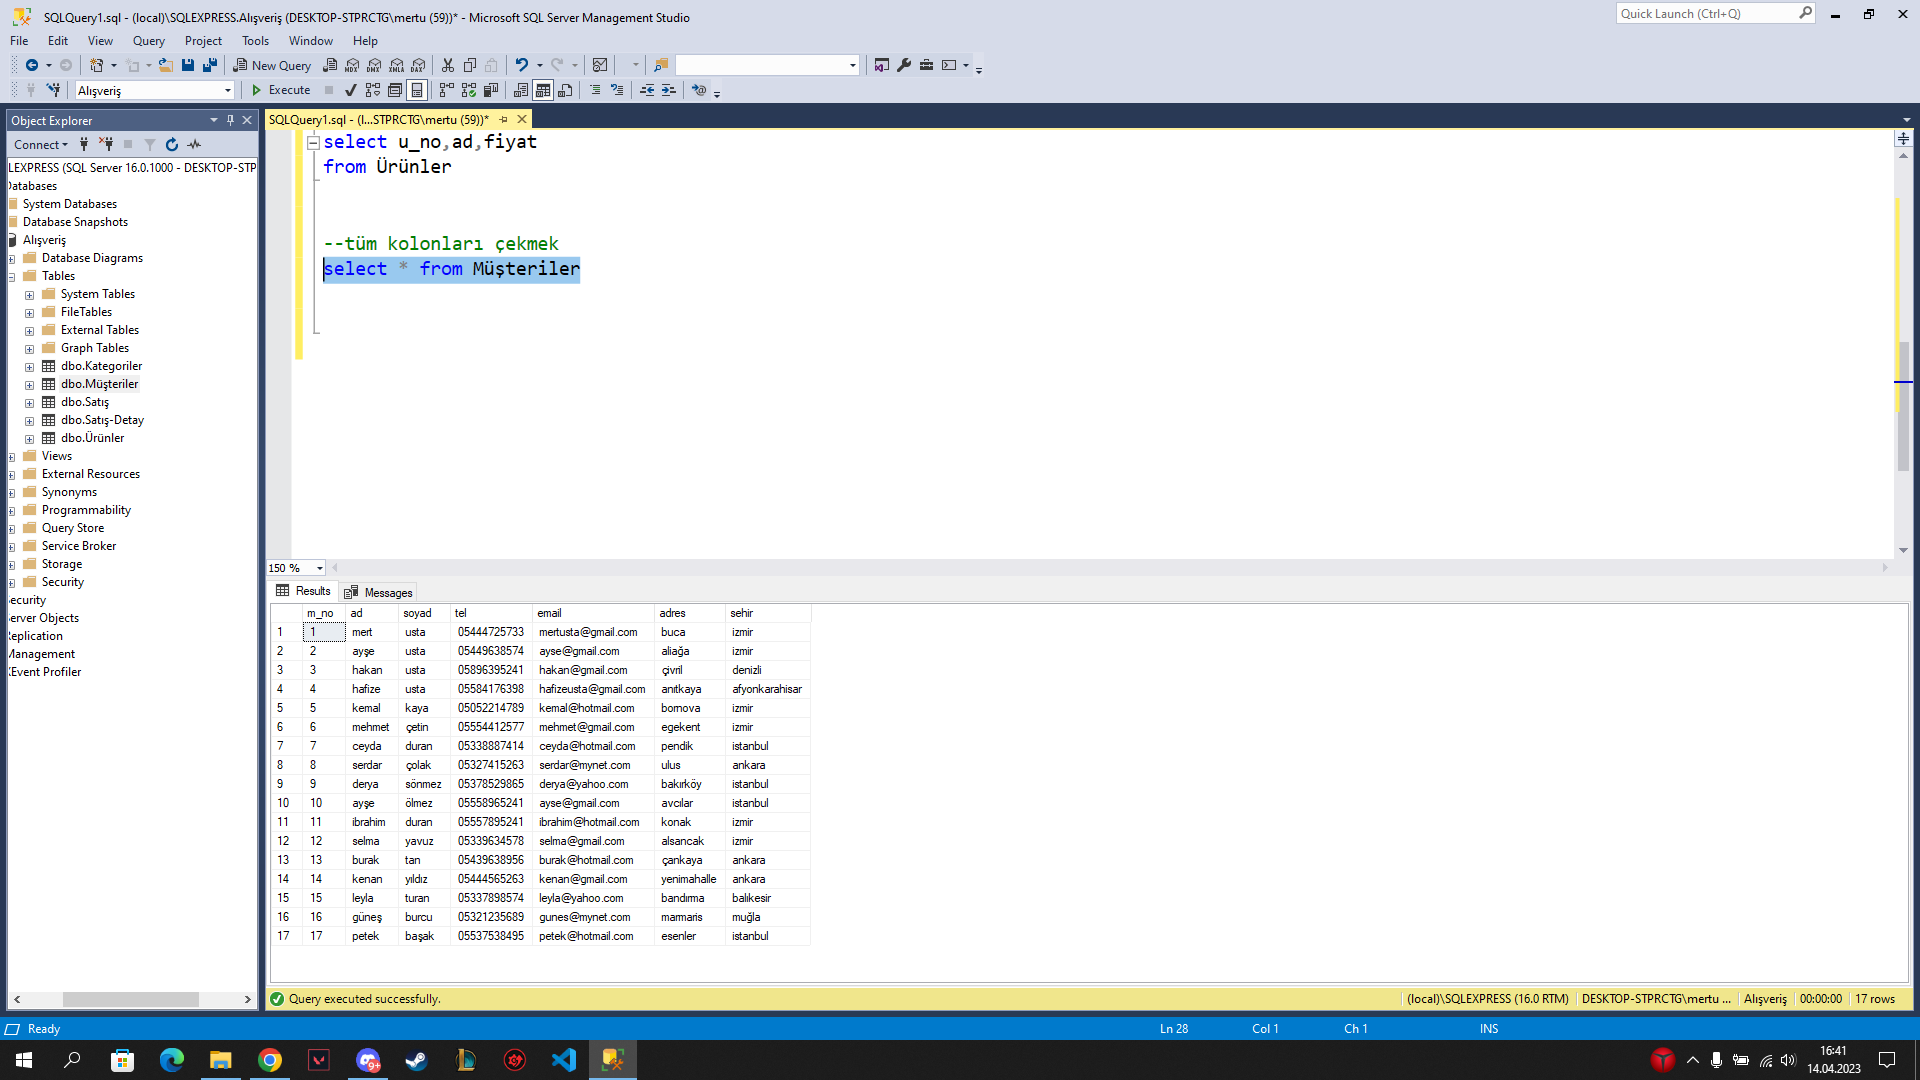 SQLQuery1.sql - (local)\SQLEXPRESS.Alışveriş (DESKTOP-STPRCTG\mertu (59))* - Microsoft SQL Server Management Studio
Quick Launch (Ctrl+Q)
File Edit View Query Project Tools Window Help
New Query
MDX DMX XMLA DAX
Alışveriş
Execute
Object Explorer
SQLQuery1.sql - (l...STPRCTG\mertu (59))*
Connect
LEXPRESS (SQL Server 16.0.1000 - DESKTOP-STP
Databases
System Databases
Database Snapshots
Alışveriş
Database Diagrams
Tables
System Tables
FileTables
External Tables
Graph Tables
dbo.Kategoriler
dbo.Müşteriler
dbo.Satış
dbo.Satış-Detay
dbo.Ürünler
Views
External Resources
Synonyms
Programmability
Query Store
Service Broker
Storage
Security
ecurity
erver Objects
eplication
Management
XEvent Profiler
select u_no,ad,fiyat
from Ürünler
--tüm kolonları çekmek
select * from Müşteriler
150 %
Results Messages
m_no ad soyad tel email adres sehir
1 1 mert usta 05444725733 mertusta@gmail.com buca izmir
2 2 ayşe usta 05449638574 ayse@gmail.com aliağa izmir
3 3 hakan usta 05896395241 hakan@gmail.com çivril denizli
4 4 hafize usta 05584176398 hafizeusta@gmail.com anıtkaya afyonkarahisar
5 5 kemal kaya 05052214789 kemal@hotmail.com bornova izmir
6 6 mehmet çetin 05554412577 mehmet@gmail.com egekent izmir
7 7 ceyda duran 05338887414 ceyda@hotmail.com pendik istanbul
8 8 serdar çolak 05327415263 serdar@mynet.com ulus ankara
9 9 derya sönmez 05378529865 derya@yahoo.com bakırköy istanbul
10 10 ayşe ölmez 05558965241 ayse@gmail.com avcılar istanbul
11 11 ibrahim duran 05557895241 ibrahim@hotmail.com konak izmir
12 12 selma yavuz 05339634578 selma@gmail.com alsancak izmir
13 13 burak tan 05439638956 burak@hotmail.com çankaya ankara
14 14 kenan yıldız 05444565263 kenan@gmail.com yenimahalle ankara
15 15 leyla turan 05337898574 leyla@yahoo.com bandırma balıkesir
16 16 güneş burcu 05321235689 gunes@mynet.com marmaris muğla
17 17 petek başak 05537538495 petek@hotmail.com esenler istanbul
Query executed successfully.
(local)\SQLEXPRESS (16.0 RTM) DESKTOP-STPRCTG\mertu ... Alışveriş 00:00:00 17 rows
Ready
Ln 28 Col 1 Ch 1 INS
9+
16:41
14.04.2023